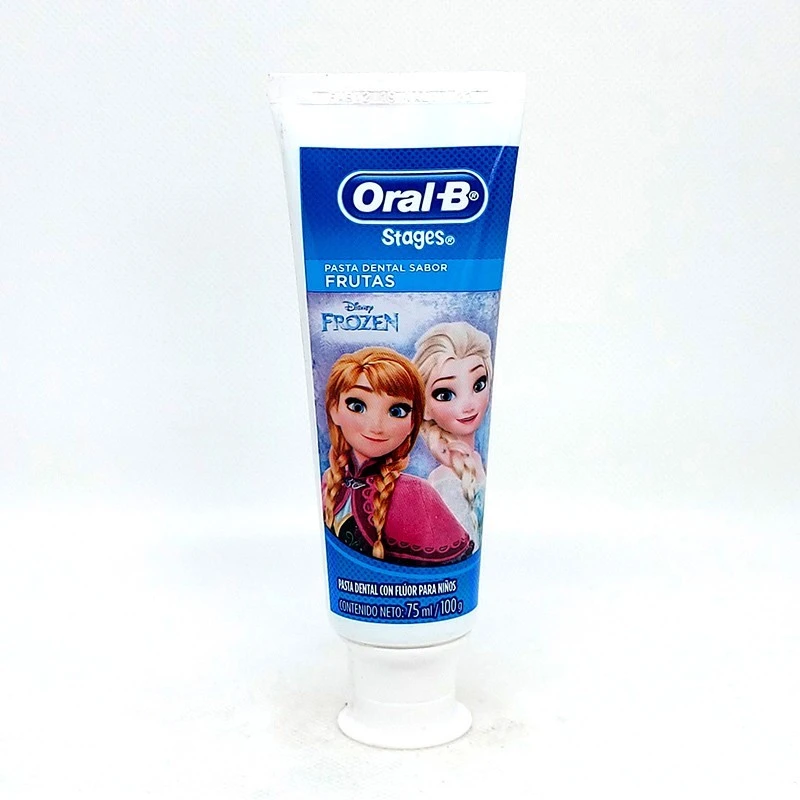 Oral-B®
Stages®
PASTA DENTAL SABOR
FRUTAS
Disney
FROZEN
PASTA DENTAL CON FLÚOR PARA NIÑOS
CONTENIDO NETO: 75 ml / 100 g